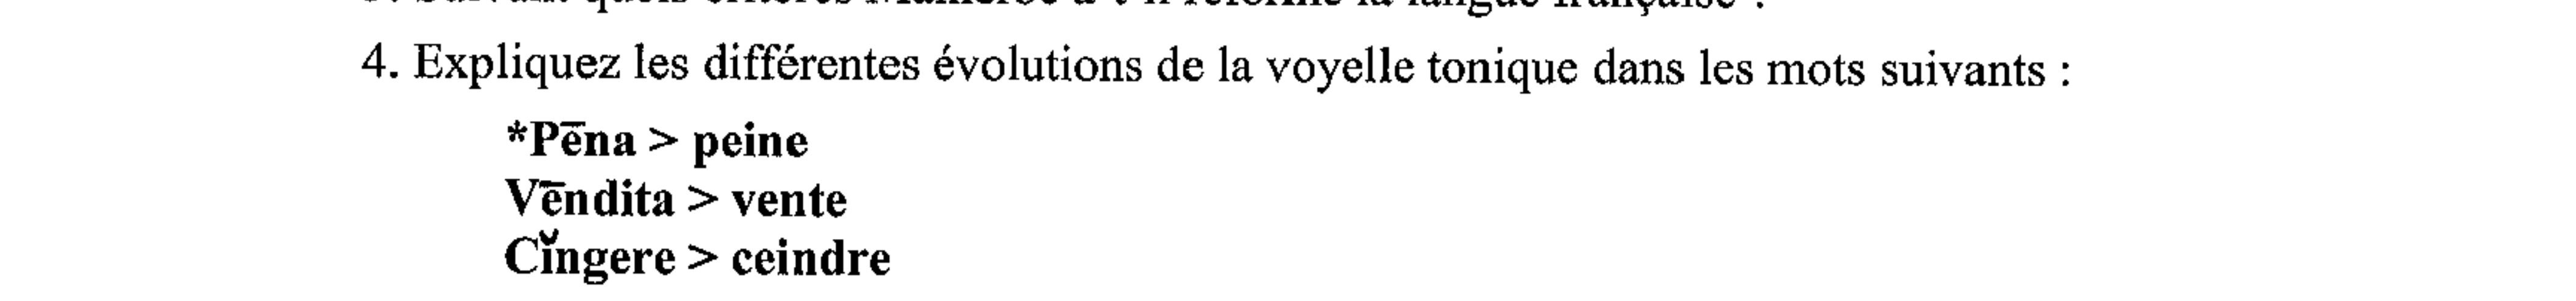 4. Expliquez les différentes évolutions de la voyelle tonique dans les mots suivants :
*Pēna > peine
Vēndita > vente
Cĭngere > ceindre